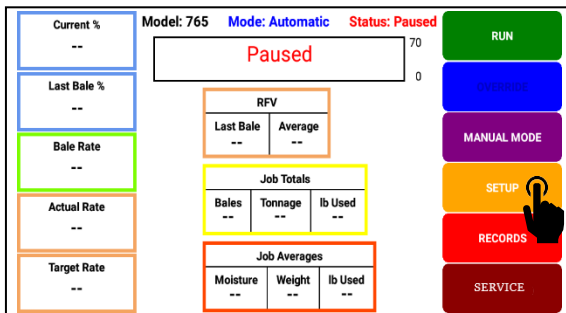 Model: 765 Mode: Automatic Status: Paused
Current %
--
Last Bale %
--
Bale Rate
--
Actual Rate
--
Target Rate
--
Paused
70
0
RFV
Last Bale Average
-- --
Job Totals
Bales Tonnage lb Used
-- -- --
Job Averages
Moisture Weight lb Used
-- -- --
RUN
OVERRIDE
MANUAL MODE
SETUP
RECORDS
SERVICE